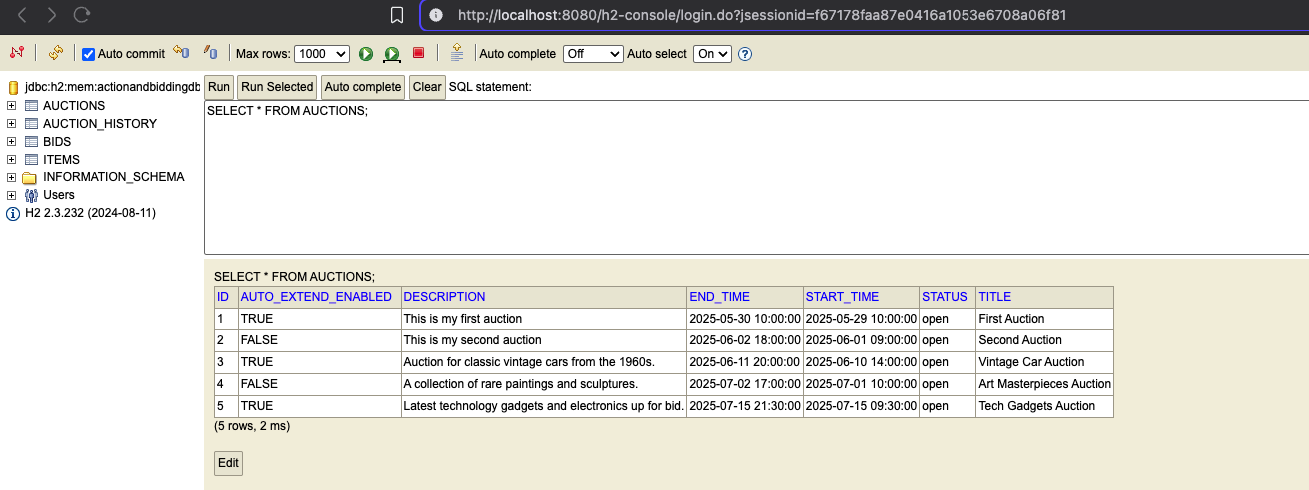 http://localhost:8080/h2-console/login.do?jsessionid=f67178faa87e0416a1053e6708a06f81
Auto commit Max rows: 1000 Auto complete Off Auto select On ?
jdbc:h2:mem:actionandbiddingdb
AUCTIONS
AUCTION_HISTORY
BIDS
ITEMS
INFORMATION_SCHEMA
Users
H2 2.3.232 (2024-08-11)
Run Run Selected Auto complete Clear SQL statement:
SELECT * FROM AUCTIONS;
SELECT * FROM AUCTIONS;
ID AUTO_EXTEND_ENABLED DESCRIPTION END_TIME START_TIME STATUS TITLE
1 TRUE This is my first auction 2025-05-30 10:00:00 2025-05-29 10:00:00 open First Auction
2 FALSE This is my second auction 2025-06-02 18:00:00 2025-06-01 09:00:00 open Second Auction
3 TRUE Auction for classic vintage cars from the 1960s. 2025-06-11 20:00:00 2025-06-10 14:00:00 open Vintage Car Auction
4 FALSE A collection of rare paintings and sculptures. 2025-07-02 17:00:00 2025-07-01 10:00:00 open Art Masterpieces Auction
5 TRUE Latest technology gadgets and electronics up for bid. 2025-07-15 21:30:00 2025-07-15 09:30:00 open Tech Gadgets Auction
(5 rows, 2 ms)
Edit